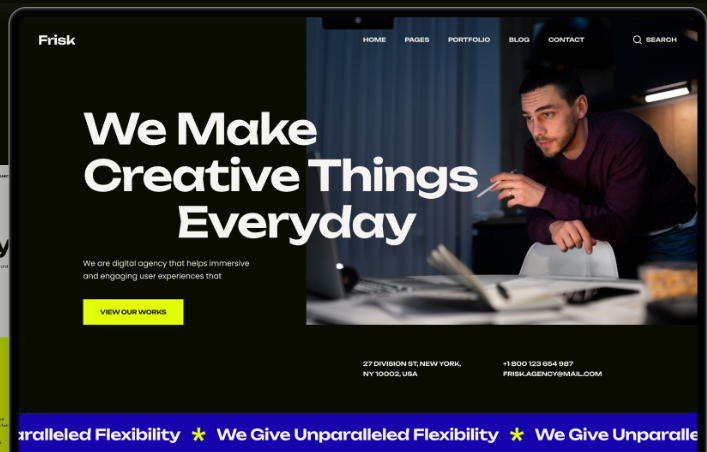 Frisk
HOME PAGES PORTFOLIO BLOG CONTACT SEARCH
We Make
Creative Things
Everyday
We are digital agency that helps immersive
and engaging user experiences that
VIEW OUR WORKS
27 DIVISION ST, NEW YORK,
NY 10002, USA
+1 800 123 654 987
FRISK.AGENCY@MAIL.COM
aralleled Flexibility * We Give Unparalleled Flexibility * We Give Unparalle